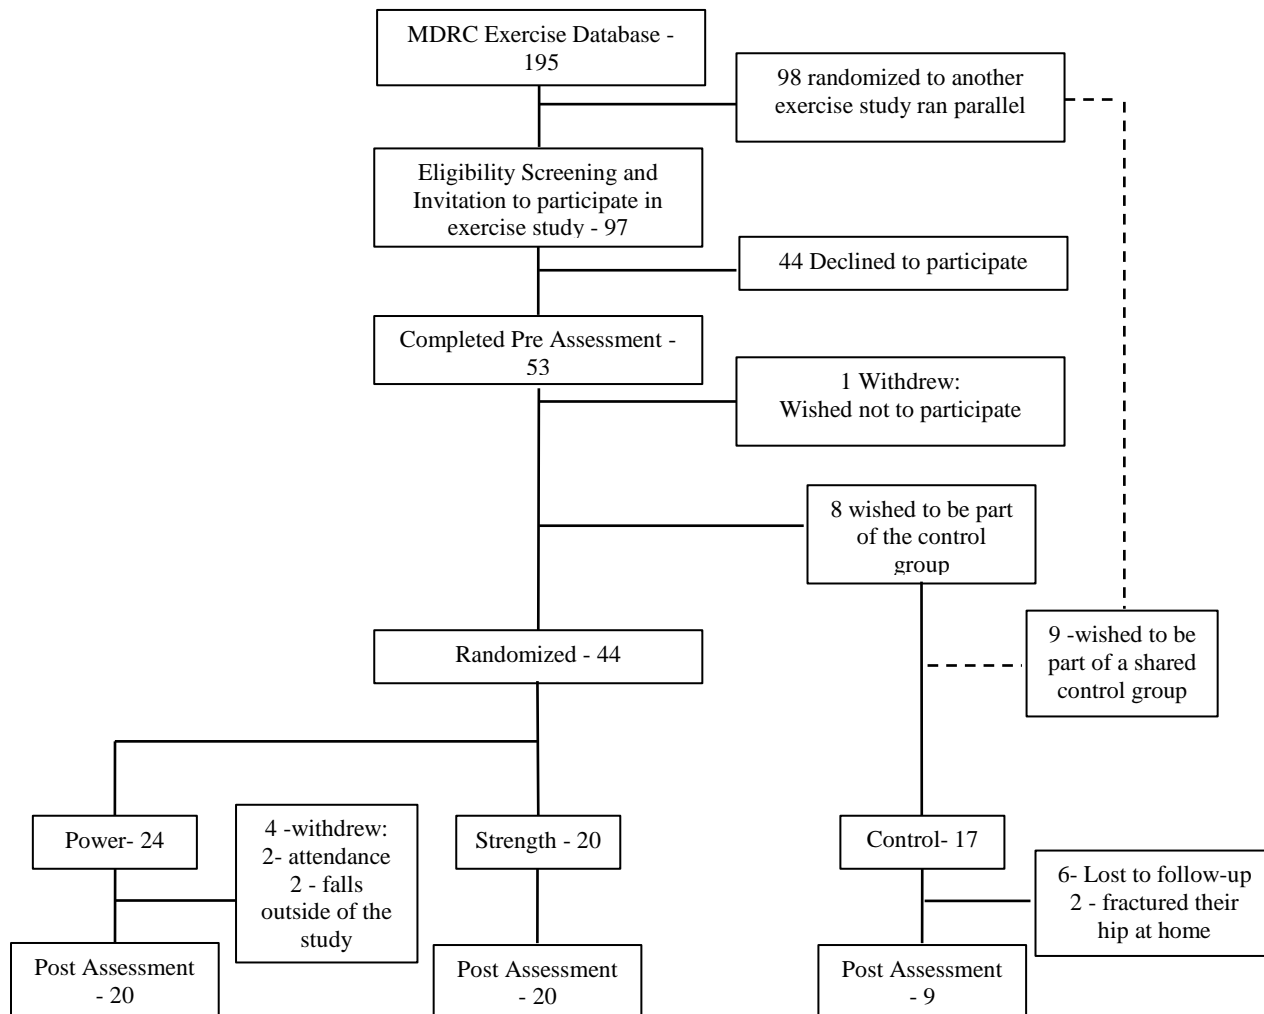 MDRC Exercise Database -
195
98 randomized to another
exercise study ran parallel
Eligibility Screening and
Invitation to participate in
exercise study - 97
44 Declined to participate
Completed Pre Assessment -
53
1 Withdrew:
Wished not to participate
8 wished to be part
of the control
group
Randomized - 44
9 -wished to be
part of a shared
control group
Power- 24
4 -withdrew:
2- attendance
2 - falls
outside of the
study
Strength - 20
Control- 17
6- Lost to follow-up
2 - fractured their
hip at home
Post Assessment
- 20
Post Assessment
- 20
Post Assessment
- 9